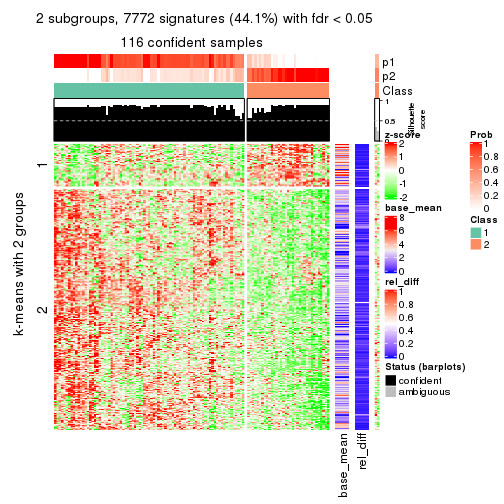 2 subgroups, 7772 signatures (44.1%) with fdr < 0.05
116 confident samples
p1
p2
Class
1
0.5
0
Silhouette
score
k-means with 2 groups
1
2
base_mean
rel_diff
z-score
2
1
0
-1
-2
base_mean
8
6
4
2
0
rel_diff
1
0.8
0.6
0.4
0.2
0
Status (barplots)
confident
ambiguous
Prob
1
0.8
0.6
0.4
0.2
0
Class
1
2